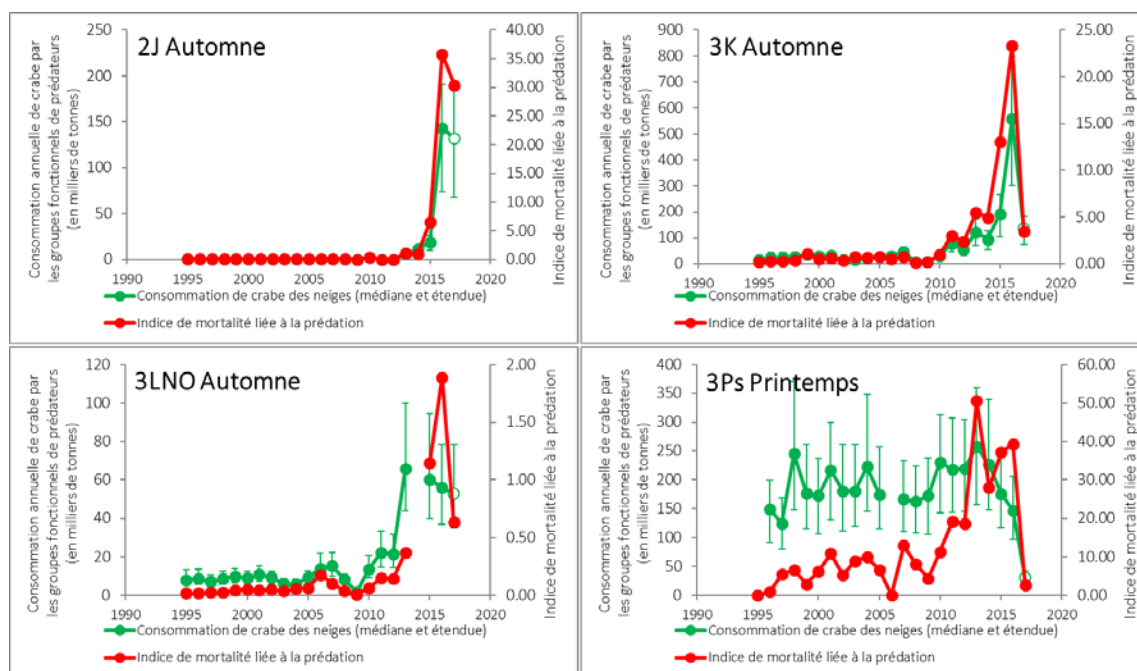 2J Automne
Consommation annuelle de crabe par
les groupes fonctionnels de prédateurs
(en milliers de tonnes)
250
200
150
100
50
0
40.00
35.00
30.00
25.00
20.00
15.00
10.00
5.00
0.00
Indice de mortalité liée à la prédation
1990 1995 2000 2005 2010 2015 2020
Consommation de crabe des neiges (médiane et étendue)
Indice de mortalité liée à la prédation
3K Automne
Consommation annuelle de crabe par
les groupes fonctionnels de prédateurs
(en milliers de tonnes)
900
800
700
600
500
400
300
200
100
0
25.00
20.00
15.00
10.00
5.00
0.00
Indice de mortalité liée à la prédation
1990 1995 2000 2005 2010 2015 2020
Consommation de crabe des neiges (médiane et étendue)
Indice de mortalité liée à la prédation
3LNO Automne
Consommation annuelle de crabe par
les groupes fonctionnels de prédateurs
(en milliers de tonnes)
120
100
80
60
40
20
0
2.00
1.50
1.00
0.50
0.00
Indice de mortalité liée à la prédation
1990 1995 2000 2005 2010 2015 2020
Consommation de crabe des neiges (médiane et étendue)
Indice de mortalité liée à la prédation
3Ps Printemps
Consommation annuelle de crabe par
les groupes fonctionnels de prédateurs
(en milliers de tonnes)
400
350
300
250
200
150
100
50
0
60.00
50.00
40.00
30.00
20.00
10.00
0.00
Indice de mortalité liée à la prédation
1990 1995 2000 2005 2010 2015 2020
Consommation de crabe des neiges (médiane et étendue)
Indice de mortalité liée à la prédation